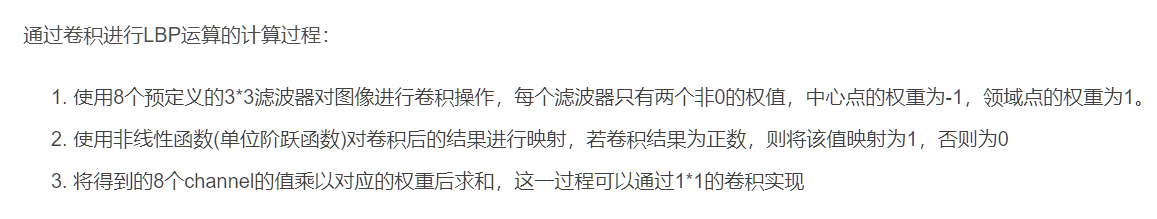 通过卷积进行LBP运算的计算过程：
1. 使用8个预定义的3*3滤波器对图像进行卷积操作，每个滤波器只有两个非0的权值，中心点的权重为-1，领域点的权重为1。
2. 使用非线性函数(单位阶跃函数)对卷积后的结果进行映射，若卷积结果为正数，则将该值映射为1，否则为0
3. 将得到的8个channel的值乘以对应的权重后求和，这一过程可以通过1*1的卷积实现